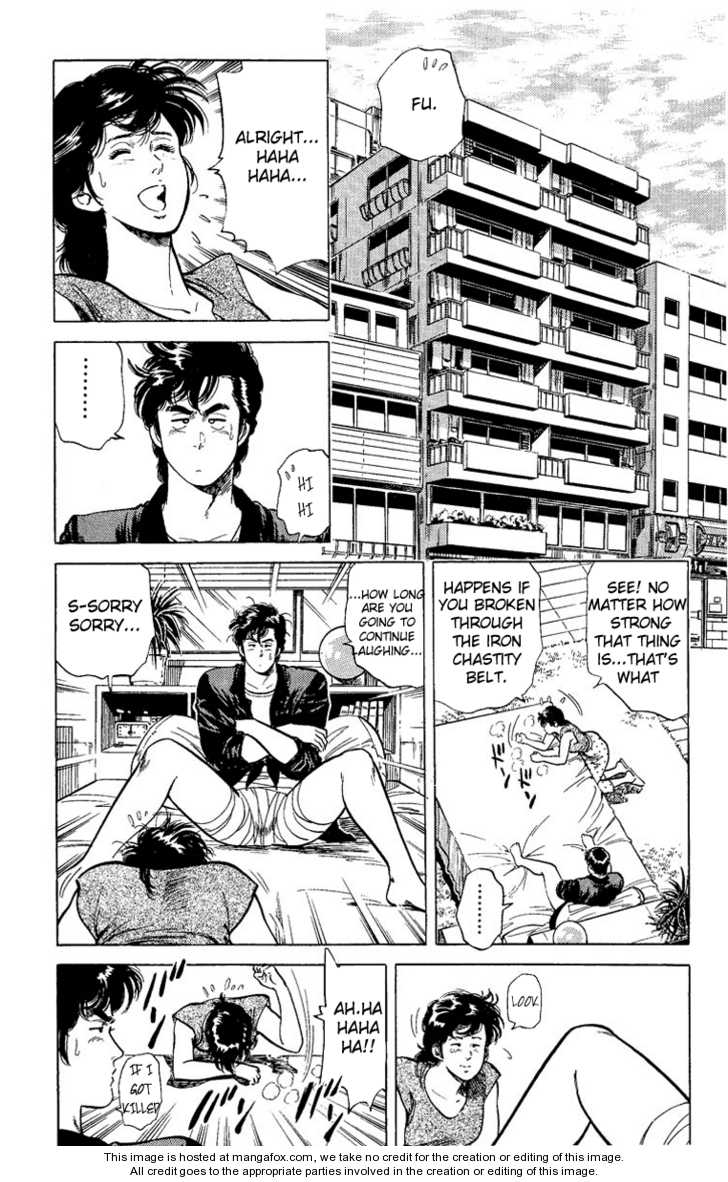 FU.
ALRIGHT...
HAHA
HAHA...
......
HI
HI
SEE! NO
MATTER HOW
STRONG
THAT THING
IS...THAT'S
WHAT
HAPPENS IF
YOU BROKEN
THROUGH
THE IRON
CHASTITY
BELT.
......
...HOW LONG
ARE YOU
GOING TO
CONTINUE
LAUGHING...
S-SORRY
SORRY...
LOOK
AH.HA
HAHA
HA!!
IF I
GOT
KILLED
This image is hosted at mangafox.com, we take no credit for the creation or editing of this image.
All credit goes to the appropriate parties involved in the creation or editing of this image.